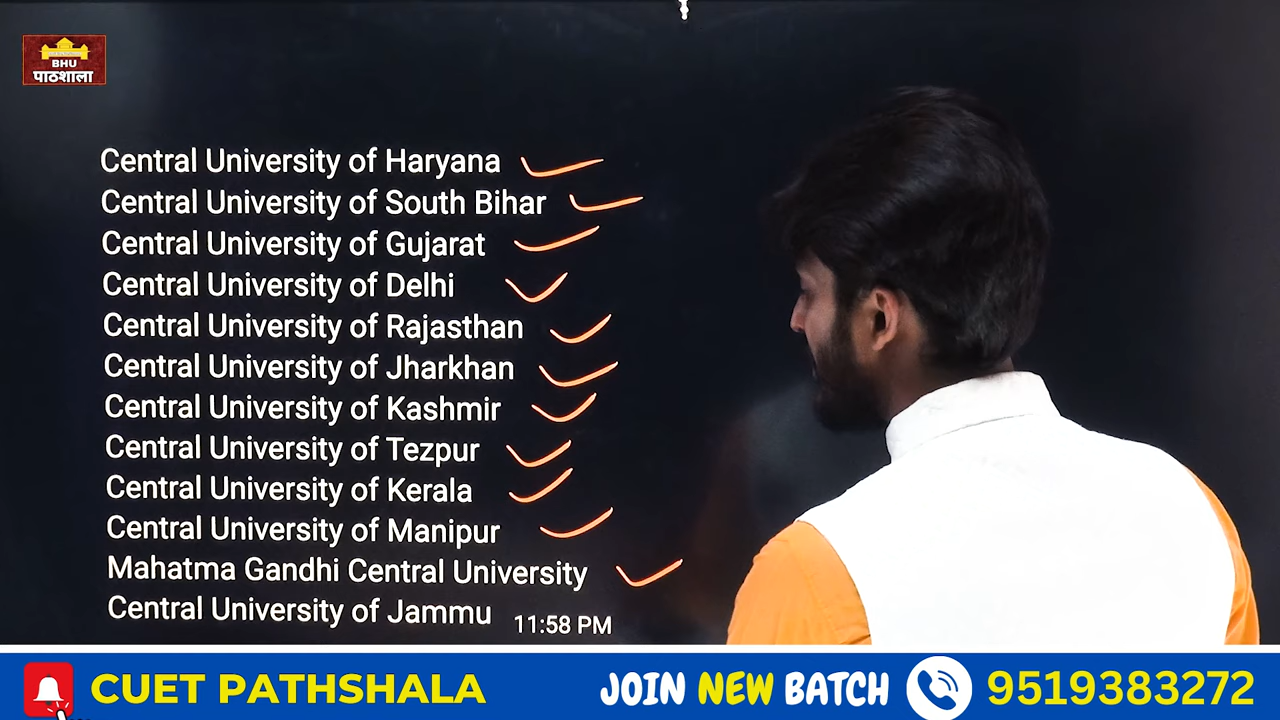 BHU
पाठशाला
Central University of Haryana
Central University of South Bihar
Central University of Gujarat
Central University of Delhi
Central University of Rajasthan
Central University of Jharkhan
Central University of Kashmir
Central University of Tezpur
Central University of Kerala
Central University of Manipur
Mahatma Gandhi Central University
Central University of Jammu 11:58 PM
CUET PATHSHALA JOIN NEW BATCH 9519383272